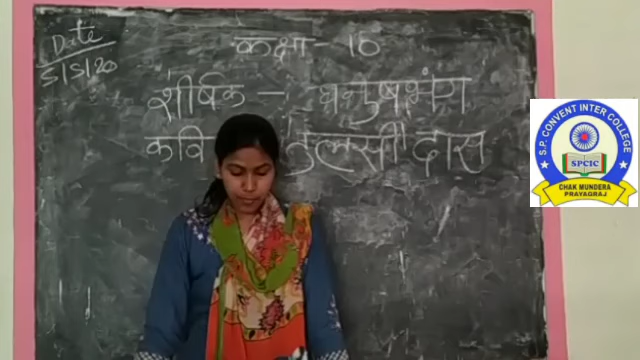 Date
5/5/20
कक्षा - 10
शीर्षक - धनुषभंग
कवि तुलसी दास
S.P. CONVENT INTER COLLEGE
SPCIC
CHAK MUNDERA
PRAYAGRAJ